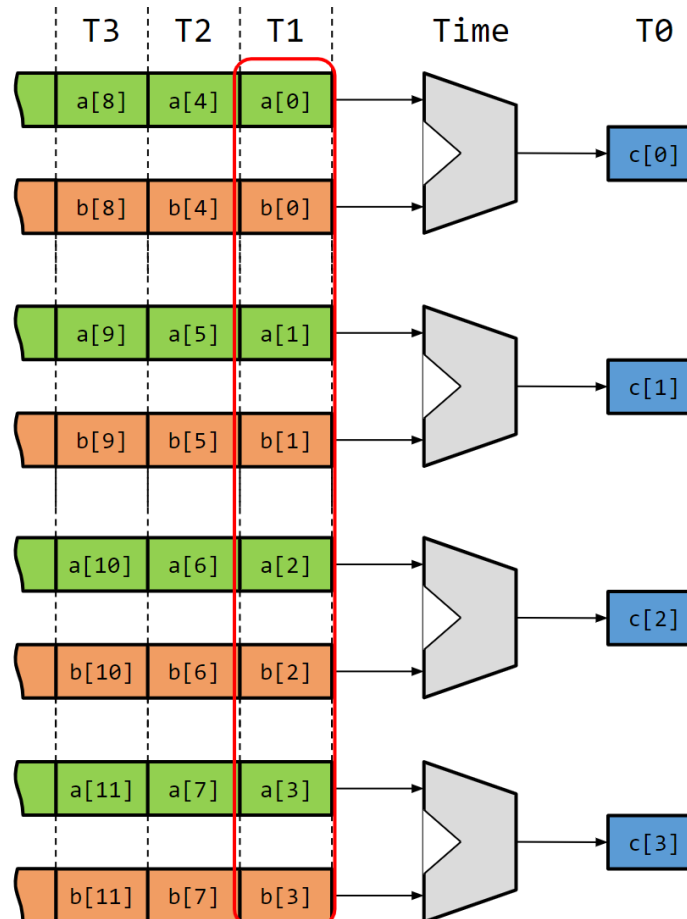 T3 T2 T1 Time T0
a[8] a[4] a[0]
c[0]
b[8] b[4] b[0]
a[9] a[5] a[1]
c[1]
b[9] b[5] b[1]
a[10] a[6] a[2]
c[2]
b[10] b[6] b[2]
a[11] a[7] a[3]
c[3]
b[11] b[7] b[3]